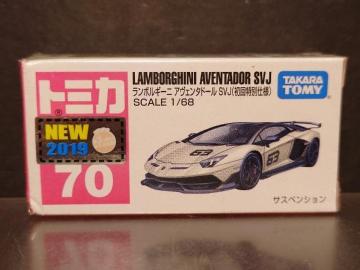 トミカ
NEW
2019
70
LAMBORGHINI AVENTADOR SVJ
ランボルギーニ アヴェンタドール SVJ(初回特別仕様)
SCALE 1/68
TAKARA
TOMY
63
サスペンション